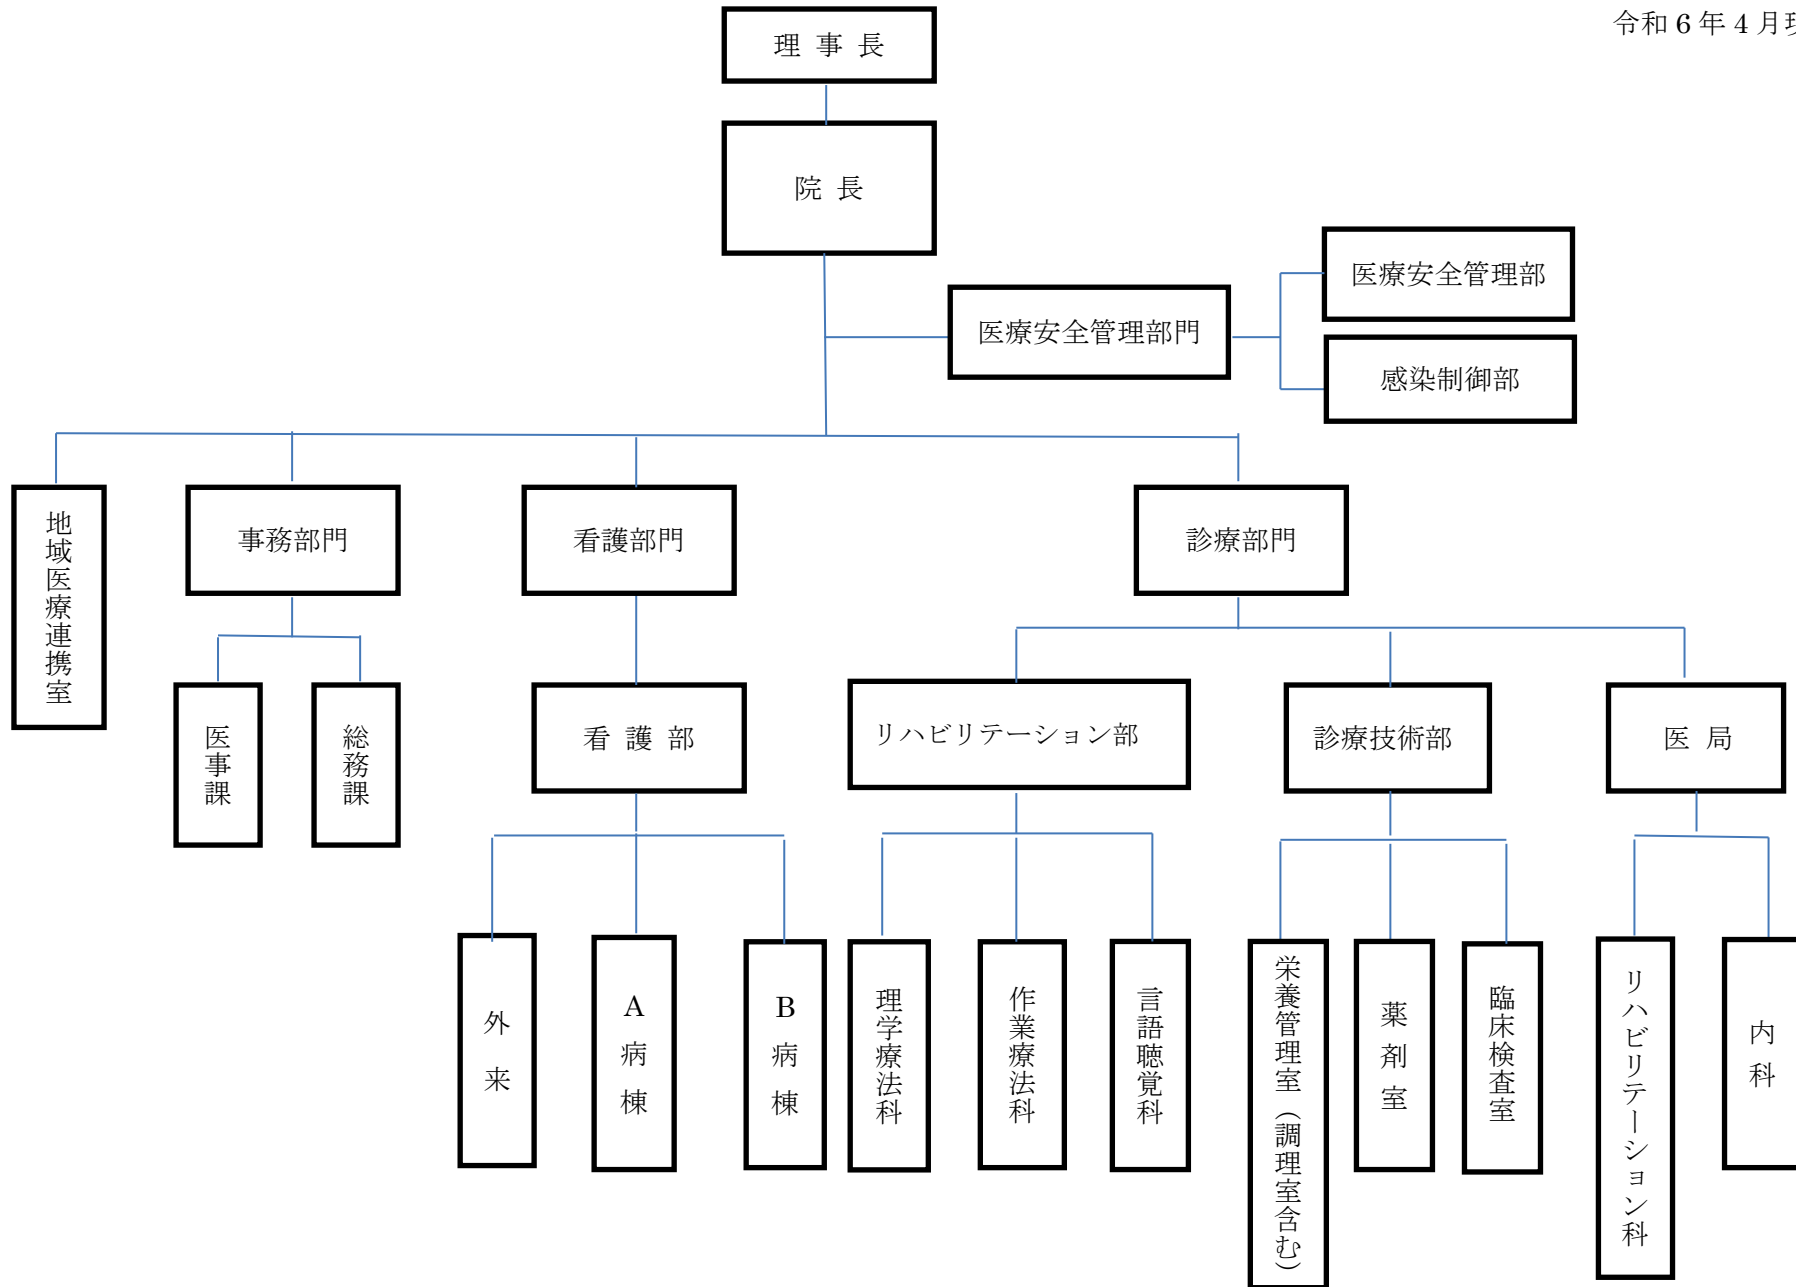 令和 6 年 4 月現
理 事 長
院 長
医療安全管理部
医療安全管理部門
感染制御部
地域医療連携室
事務部門
看護部門
診療部門
医事課
総務課
看 護 部
リハビリテーション部
診療技術部
医 局
外来
A病棟
B病棟
理学療法科
作業療法科
言語聴覚科
栄養管理室（調理室含む）
薬剤室
臨床検査室
リハビリテーション科
内科